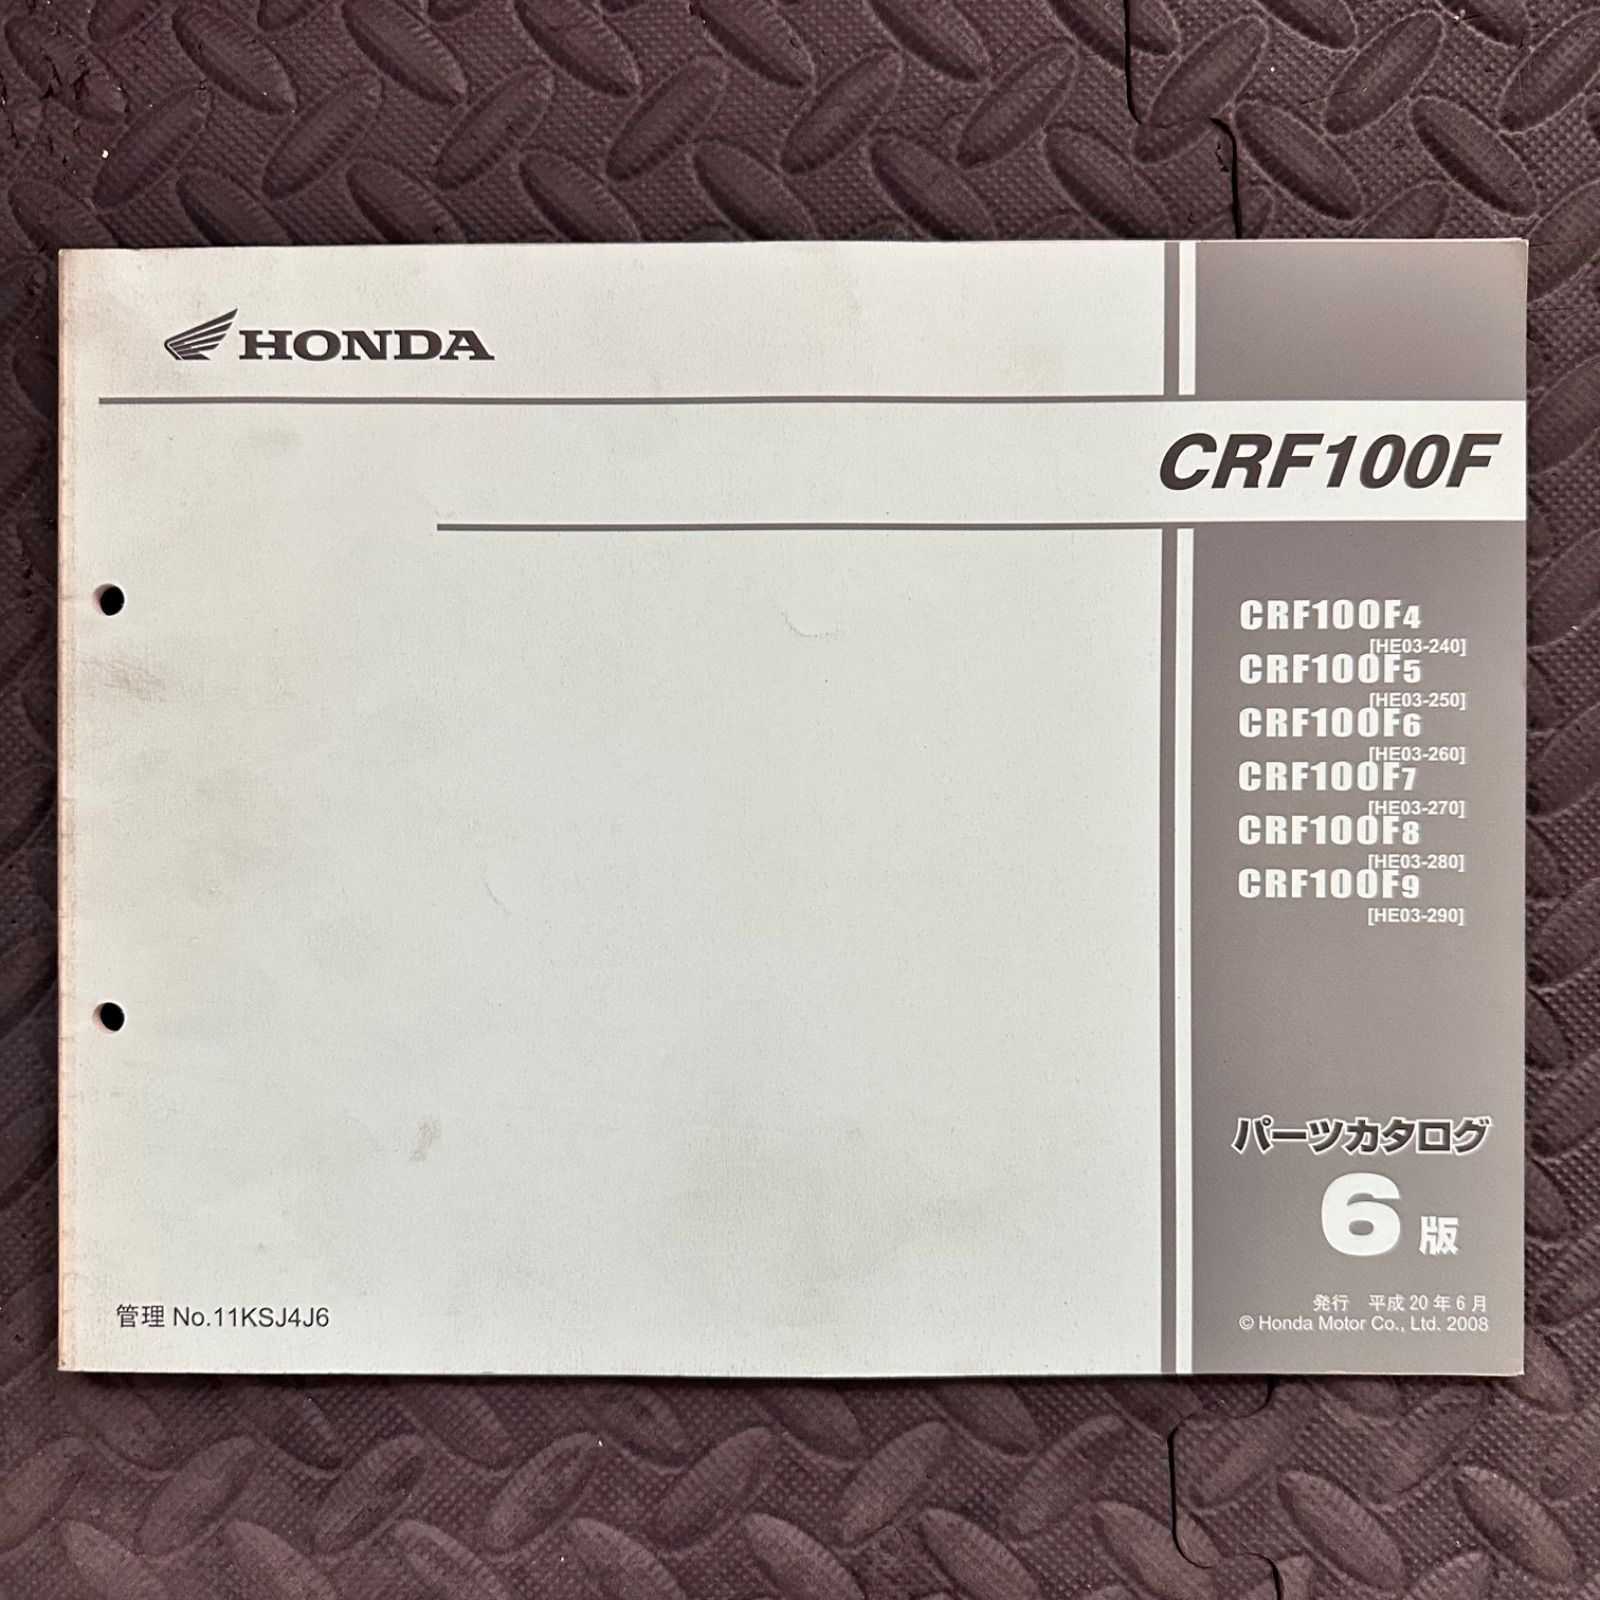 HONDA
CRF100F
CRF100F4
[HE03-240]
CRF100F5
[HE03-250]
CRF100F6
[HE03-260]
CRF100F7
[HE03-270]
CRF100F8
[HE03-280]
CRF100F9
[HE03-290]
パーツカタログ
6版
管理 No.11KSJ4J6
発行 平成20年6月
© Honda Motor Co., Ltd. 2008